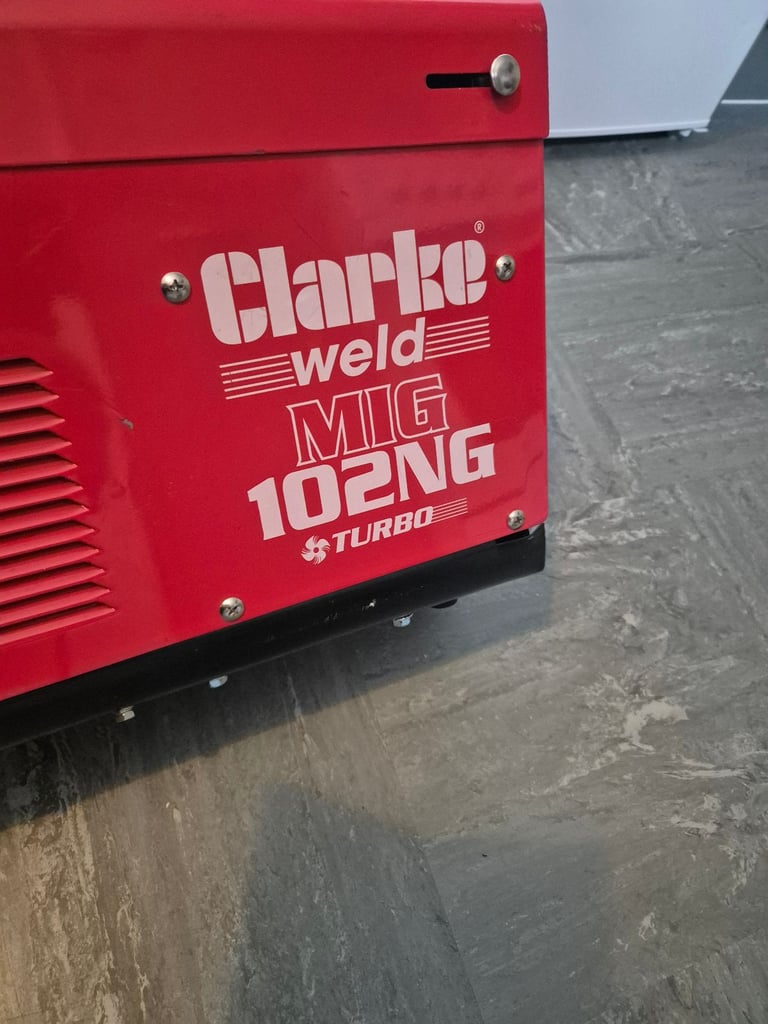 Clarke®
weld
MIG
102NG
TURBO